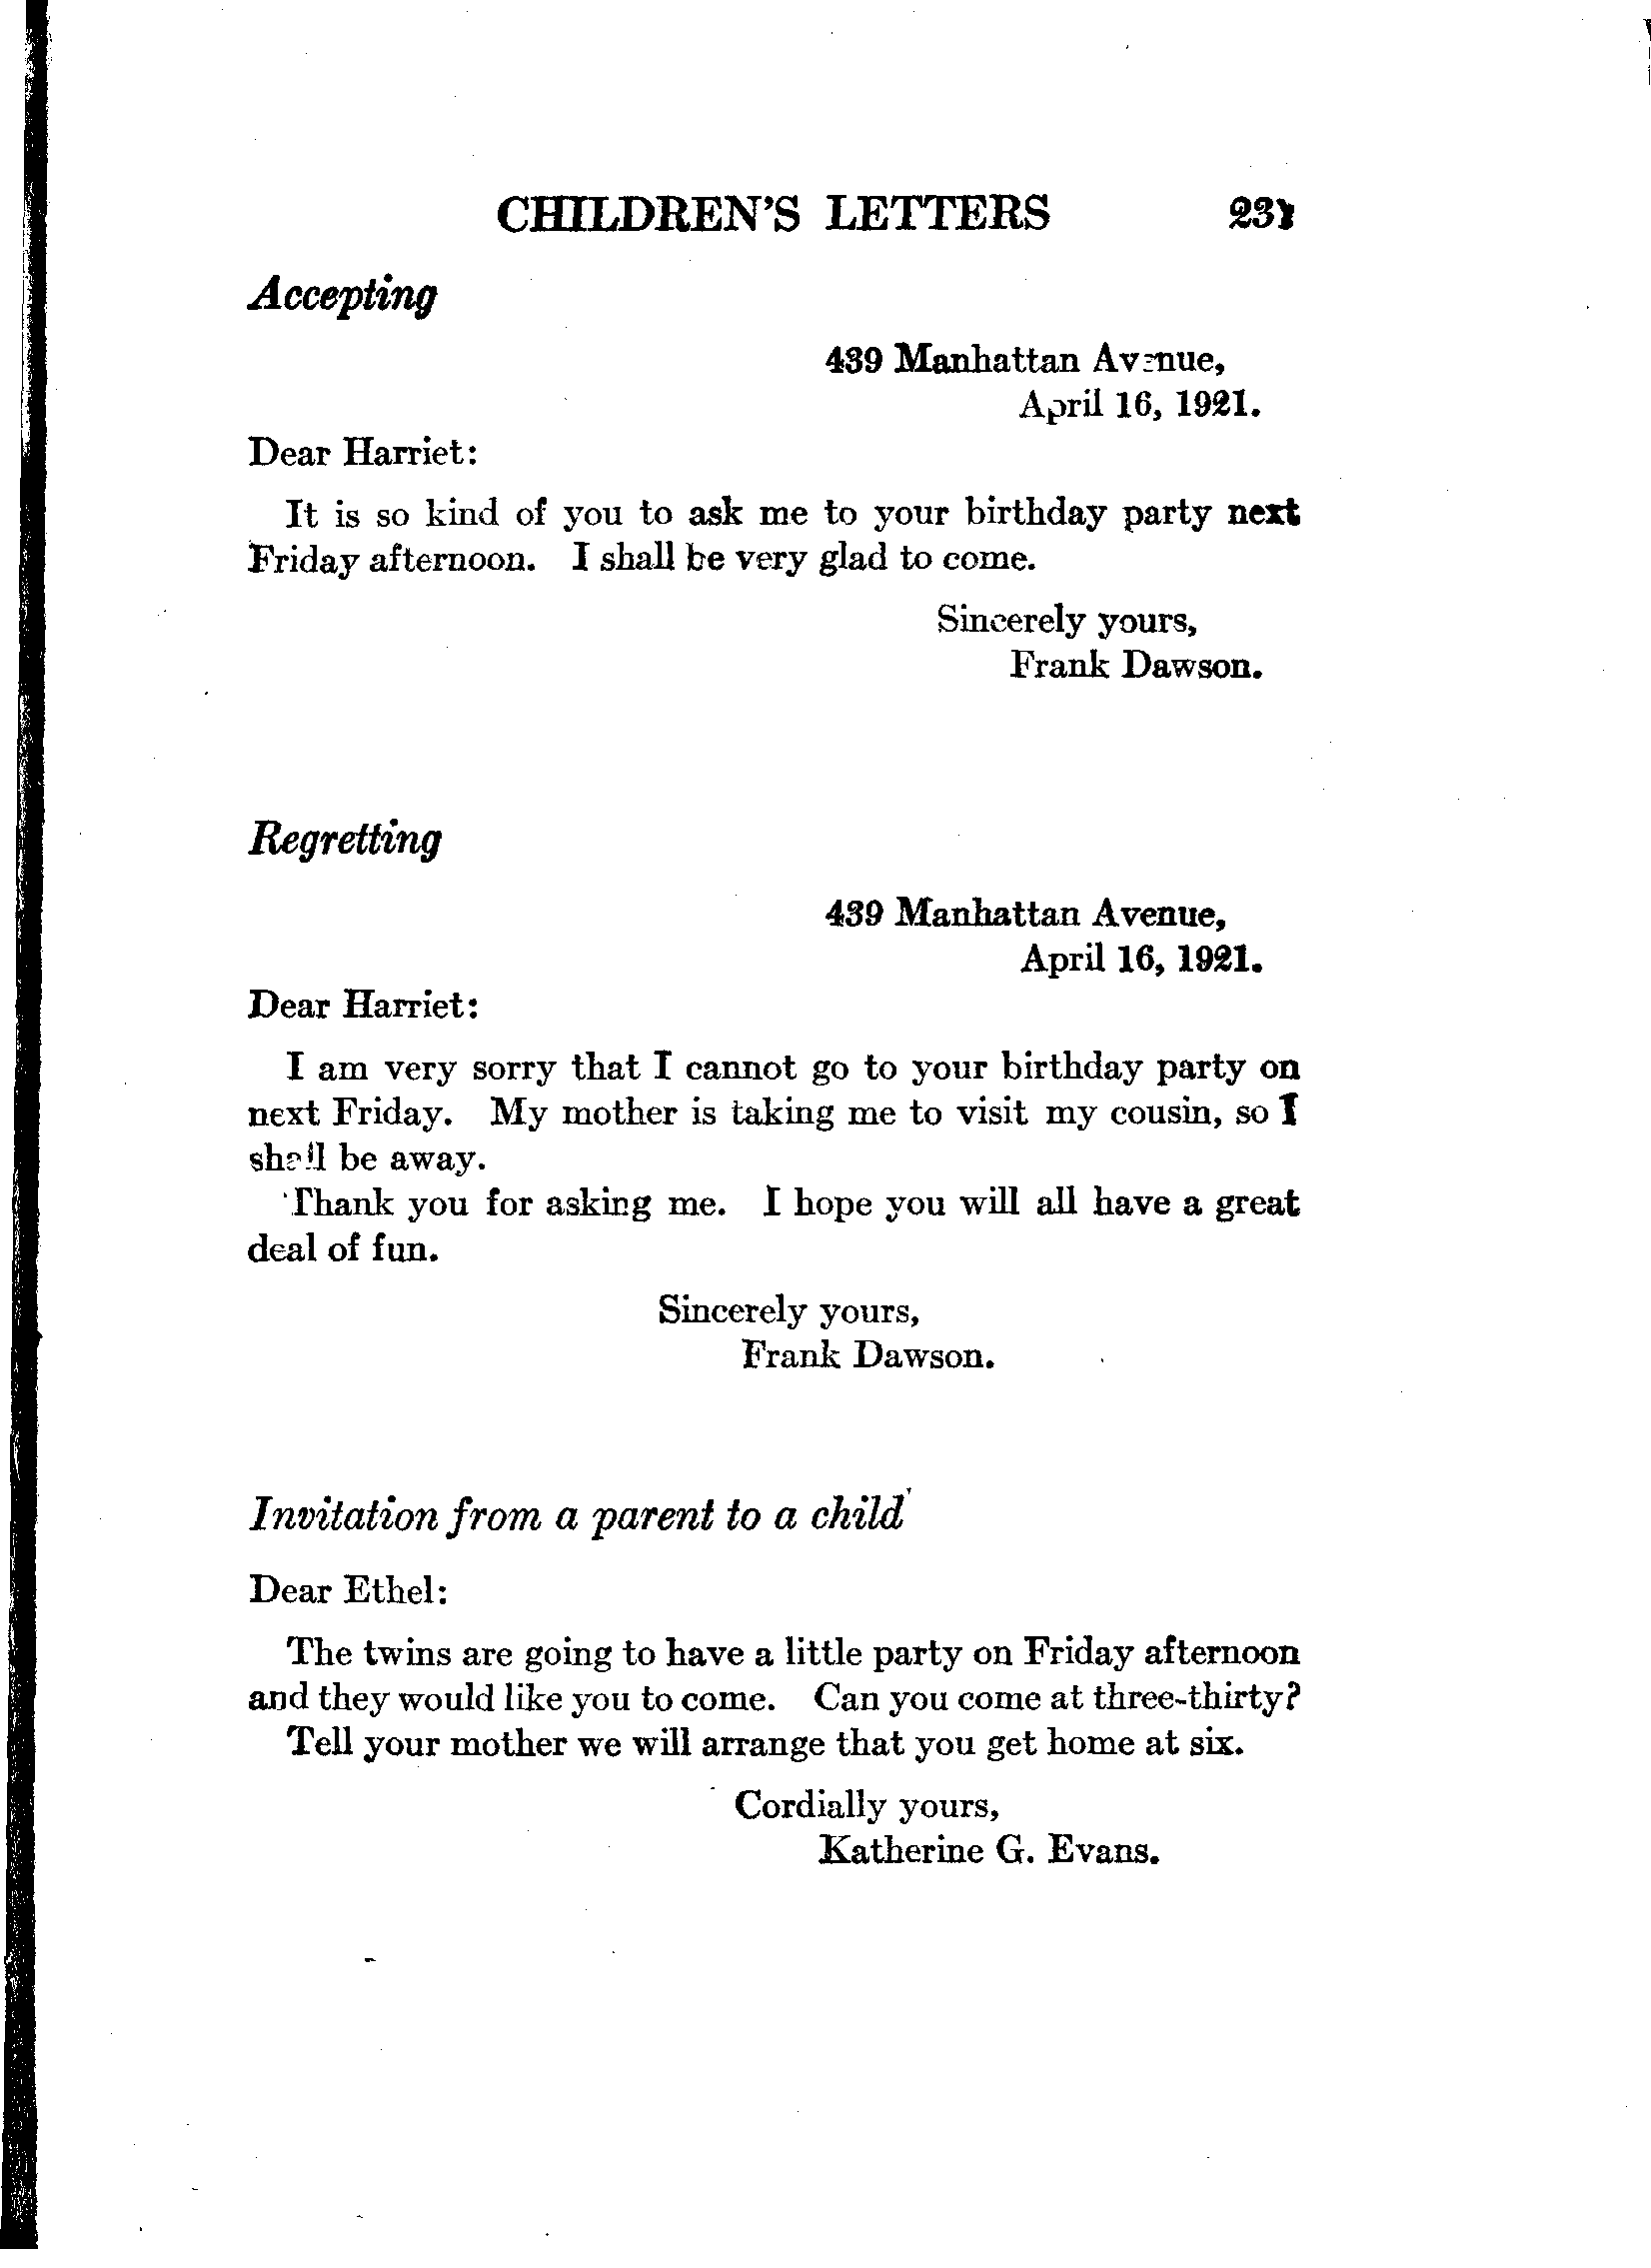 CHILDREN'S LETTERS 231
Accepting
439 Manhattan Avenue,
April 16, 1921.
Dear Harriet:
It is so kind of you to ask me to your birthday party next
Friday afternoon. I shall be very glad to come.
Sincerely yours,
Frank Dawson.
Regretting
439 Manhattan Avenue,
April 16, 1921.
Dear Harriet:
I am very sorry that I cannot go to your birthday party on
next Friday. My mother is taking me to visit my cousin, so I
shall be away.
Thank you for asking me. I hope you will all have a great
deal of fun.
Sincerely yours,
Frank Dawson.
Invitation from a parent to a child
Dear Ethel:
The twins are going to have a little party on Friday afternoon
and they would like you to come. Can you come at three-thirty?
Tell your mother we will arrange that you get home at six.
Cordially yours,
Katherine G. Evans.